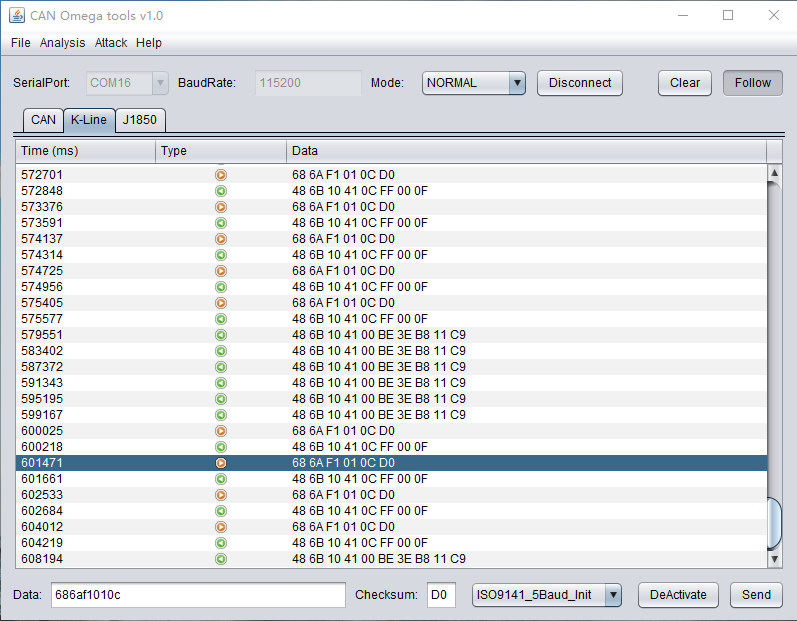 CAN Omega tools v1.0
File Analysis Attack Help
SerialPort: COM16 BaudRate: 115200 Mode: NORMAL Disconnect Clear Follow
CAN K-Line J1850
Time (ms) Type Data
572701 68 6A F1 01 0C D0
572848 48 6B 10 41 0C FF 00 0F
573376 68 6A F1 01 0C D0
573591 48 6B 10 41 0C FF 00 0F
574137 68 6A F1 01 0C D0
574314 48 6B 10 41 0C FF 00 0F
574725 68 6A F1 01 0C D0
574956 48 6B 10 41 0C FF 00 0F
575405 68 6A F1 01 0C D0
575577 48 6B 10 41 0C FF 00 0F
579551 48 6B 10 41 00 BE 3E B8 11 C9
583402 48 6B 10 41 00 BE 3E B8 11 C9
587372 48 6B 10 41 00 BE 3E B8 11 C9
591343 48 6B 10 41 00 BE 3E B8 11 C9
595195 48 6B 10 41 00 BE 3E B8 11 C9
599167 48 6B 10 41 00 BE 3E B8 11 C9
600025 68 6A F1 01 0C D0
600218 48 6B 10 41 0C FF 00 0F
601471 68 6A F1 01 0C D0
601661 48 6B 10 41 0C FF 00 0F
602533 68 6A F1 01 0C D0
602684 48 6B 10 41 0C FF 00 0F
604012 68 6A F1 01 0C D0
604219 48 6B 10 41 0C FF 00 0F
608194 48 6B 10 41 00 BE 3E B8 11 C9
Data: 686af1010c Checksum: D0 ISO9141_5Baud_Init DeActivate Send